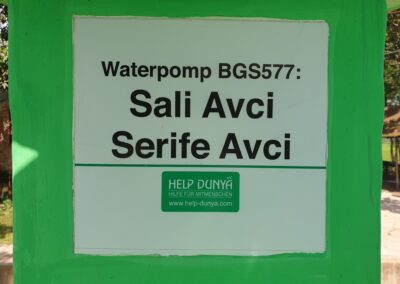 Waterpomp BGS577:
Sali Avci
Serife Avci
HELP DUNYA
HILFE FÜR MITMENSCHEN
www.help-dunya.com